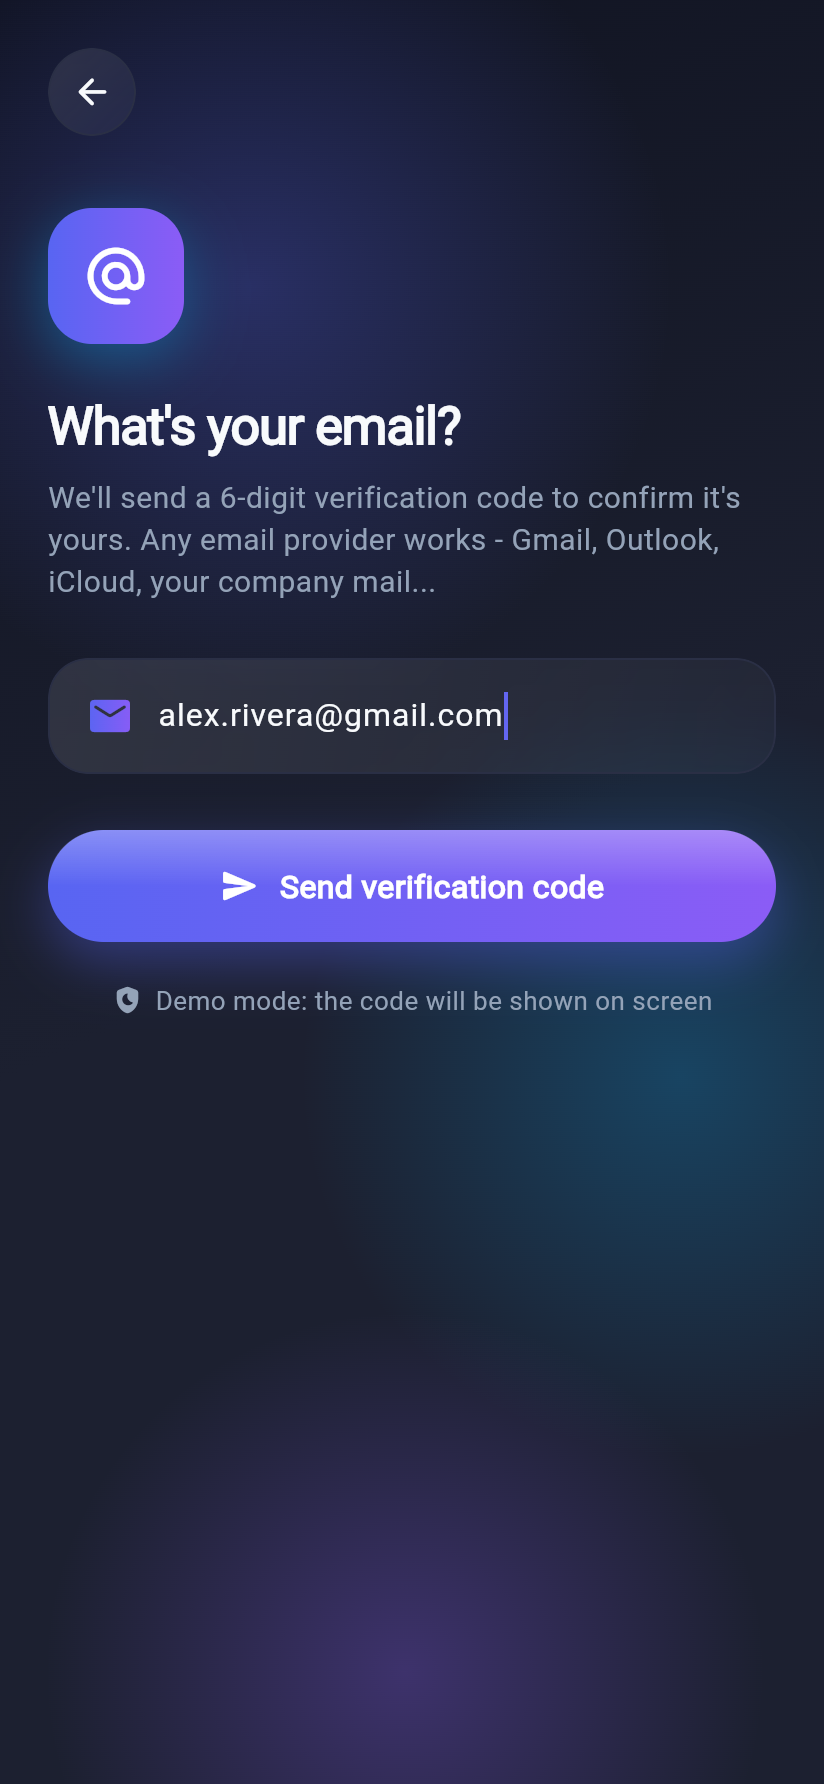 What's your email?
We'll send a 6-digit verification code to confirm it's
yours. Any email provider works - Gmail, Outlook,
iCloud, your company mail...
alex.rivera@gmail.com
Send verification code
Demo mode: the code will be shown on screen